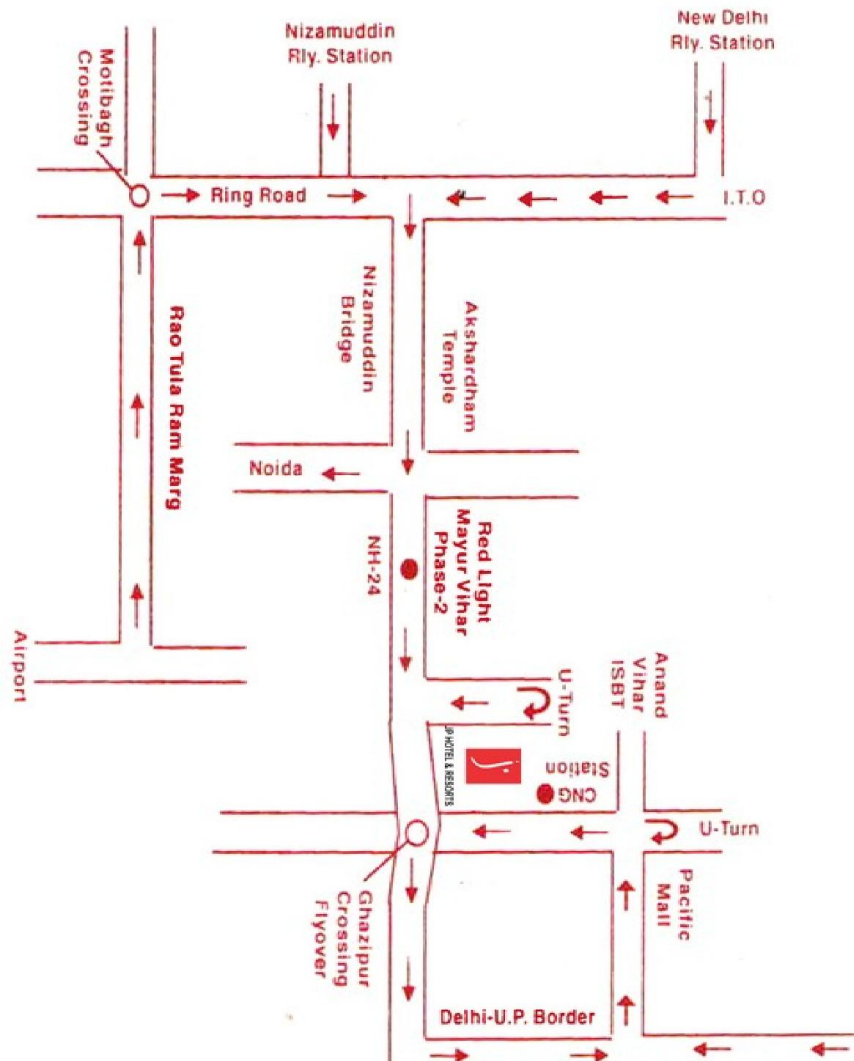 Nizamuddin
Rly. Station
New Delhi
Rly. Station
Motibagh
Crossing
Ring Road
I.T.O
Nizamuddin
Bridge
Akshardham
Temple
Rao Tula Ram Marg
Noida
NH-24
Red Light
Mayur Vihar
Phase-2
Airport
U-Turn
Anand
Vihar
ISBT
JP HOTEL & RESORTS
CNG
Station
U-Turn
Ghazipur
Crossing
Flyover
Pacific
Mall
Delhi-U.P. Border